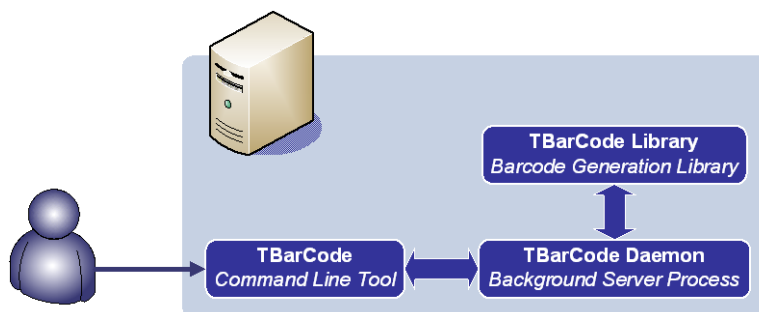 TBarCode Library
Barcode Generation Library
TBarCode
Command Line Tool
TBarCode Daemon
Background Server Process